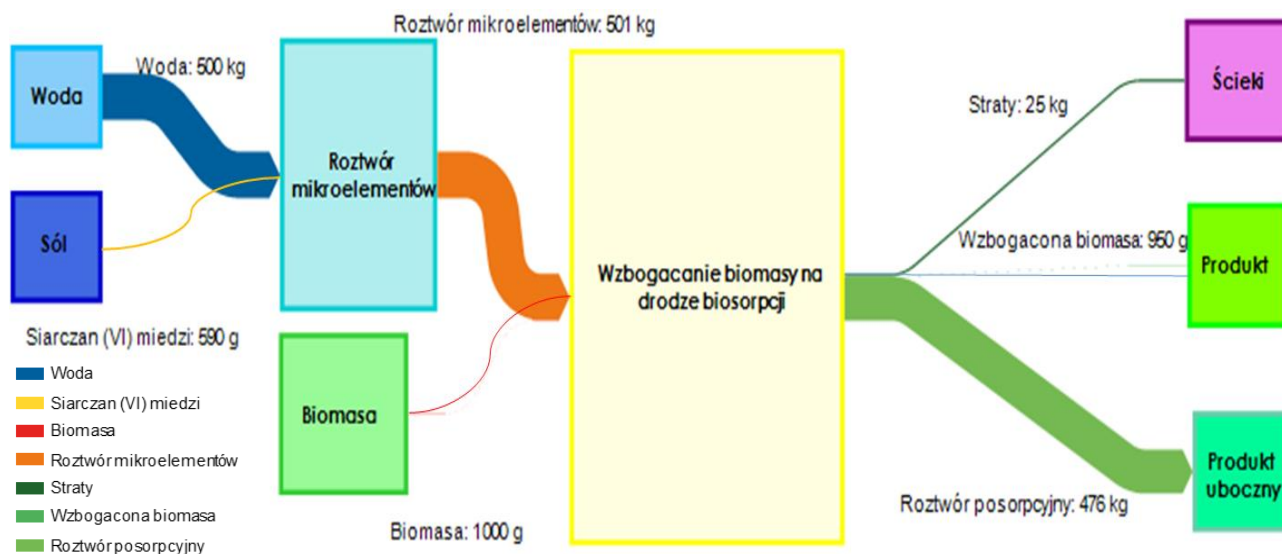 Roztwór mikroelementów: 501 kg
Woda: 500 kg
Woda
Roztwór
mikroelementów
Sól
Siarczan (VI) miedzi: 590 g
Biomasa
Biomasa: 1000 g
Wzbogacanie biomasy na
drodze biosorpcji
Straty: 25 kg
Ścieki
Wzbogacona biomasa: 950 g
Produkt
Roztwór posorpcyjny: 476 kg
Produkt
uboczny
Woda
Siarczan (VI) miedzi
Biomasa
Roztwór mikroelementów
Straty
Wzbogacona biomasa
Roztwór posorpcyjny